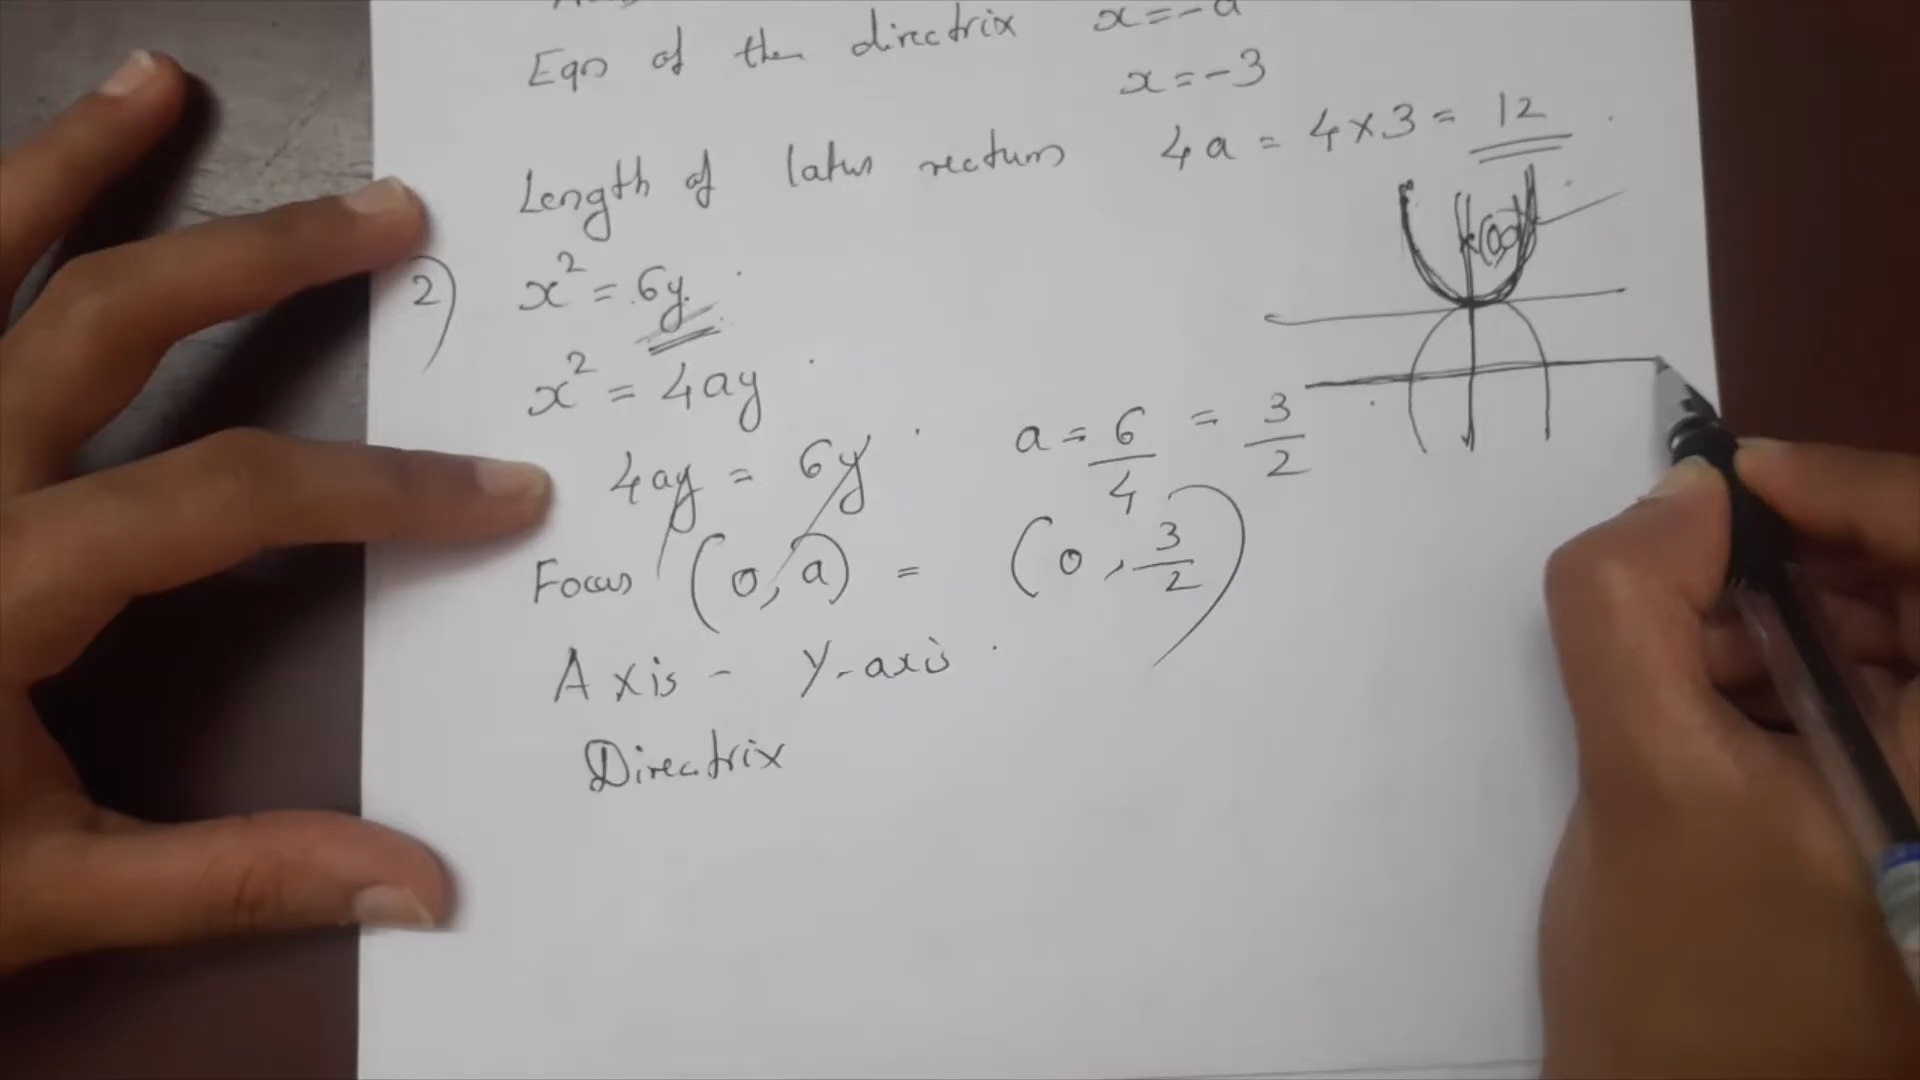 Eqn of the directrix x=-a
x=-3
Length of latus rectum 4a = 4×3 = 12
2) x² = 6y
x² = 4ay
4ay = 6y a = 6/4 = 3/2
Focus (0, a) = (0, 3/2)
Axis - Y-axis
Directrix